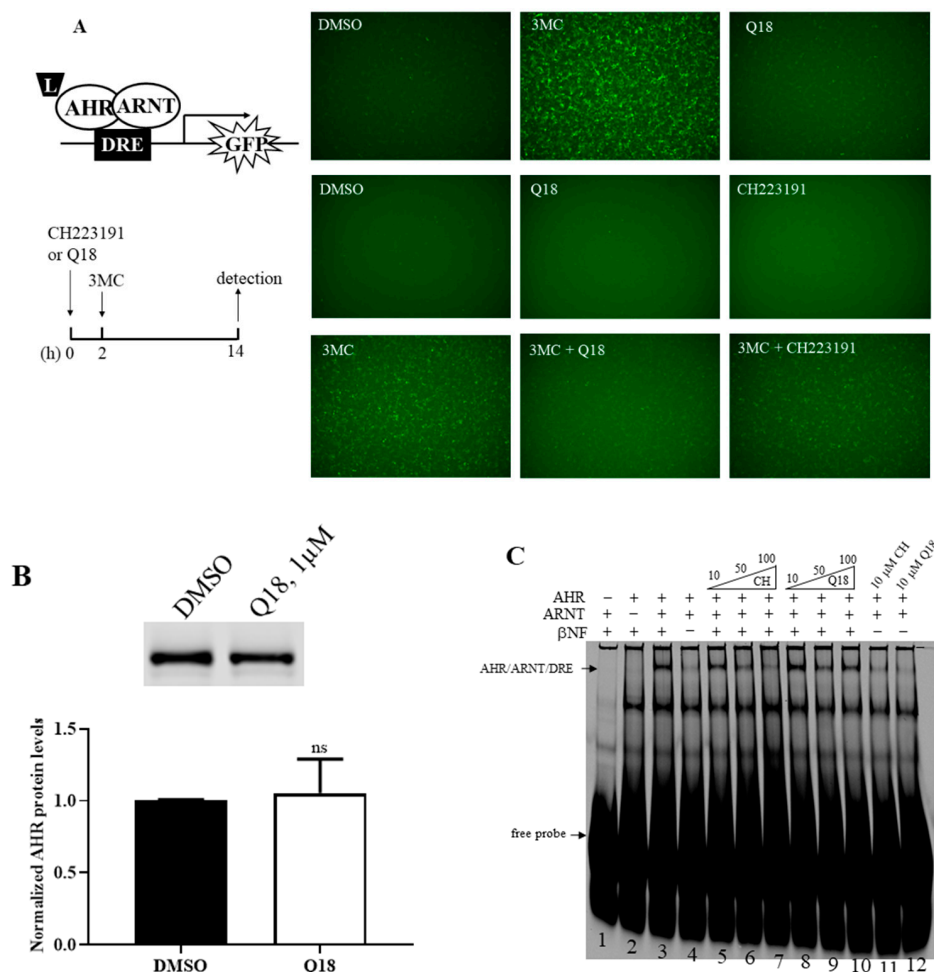 A
L
AHR ARNT
DRE
GFP
CH223191
or Q18
3MC
detection
(h) 0 2 14
DMSO 3MC Q18
DMSO Q18 CH223191
3MC 3MC + Q18 3MC + CH223191
B
DMSO Q18, 1µM
Normalized AHR protein levels
1.5
1.0
0.5
0.0
ns
DMSO Q18
C
10 50 100 CH
10 50 100 Q18
10 µM CH
10 µM Q18
AHR − + + + + + + + + + + +
ARNT + − + + + + + + + + + +
βNF + + + − + + + + + + − −
AHR/ARNT/DRE
free probe
1 2 3 4 5 6 7 8 9 10 11 12